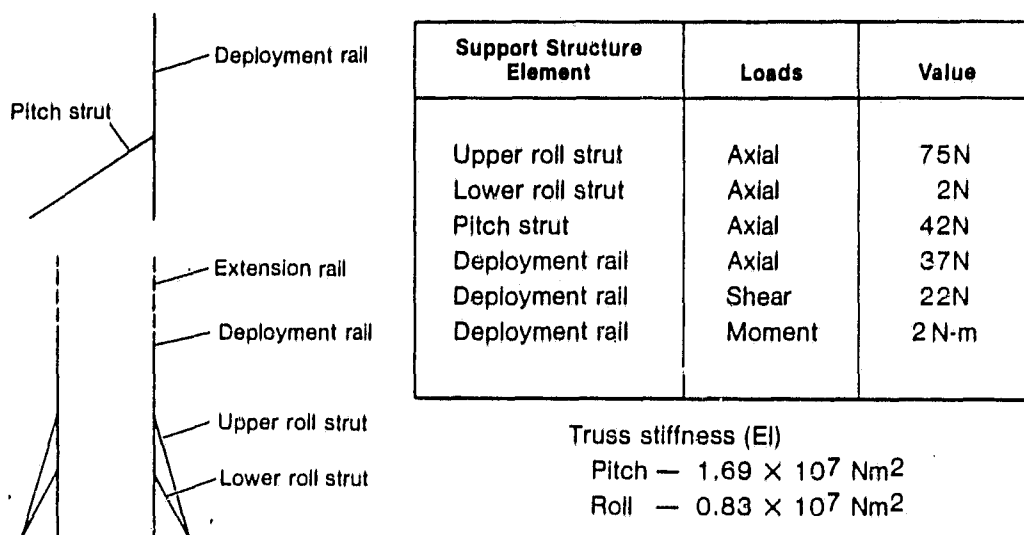 Deployment rail
Pitch strut
Extension rail
Deployment rail
Upper roll strut
Lower roll strut
Support Structure Element Loads Value
Upper roll strut Axial 75N
Lower roll strut Axial 2N
Pitch strut Axial 42N
Deployment rail Axial 37N
Deployment rail Shear 22N
Deployment rail Moment 2 N-m
Truss stiffness (EI)
Pitch — 1.69 × 10⁷ Nm²
Roll — 0.83 × 10⁷ Nm²